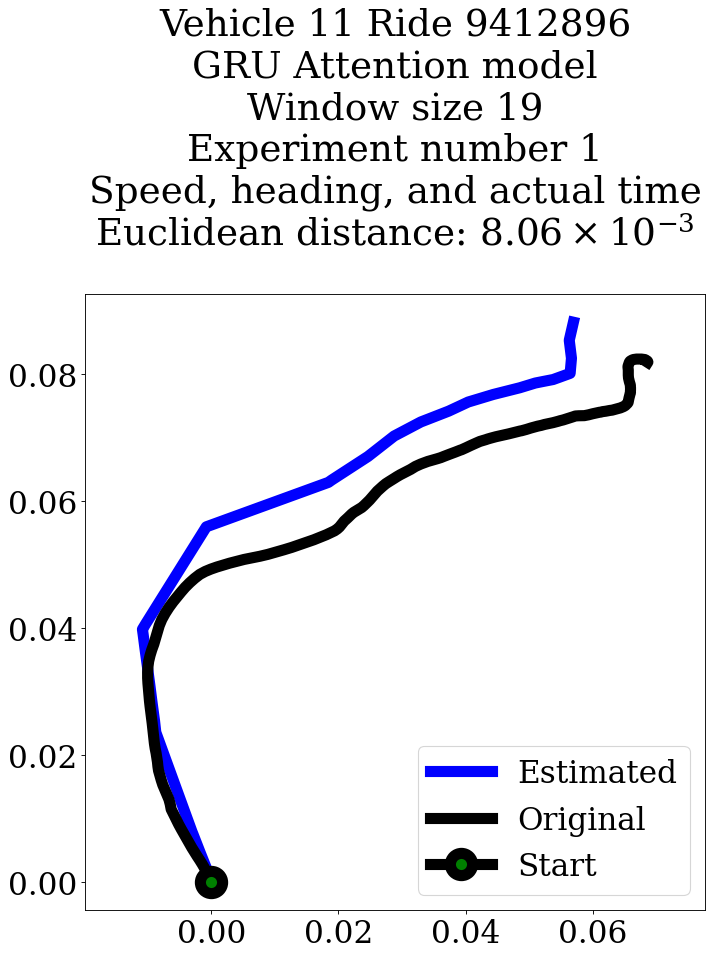 Vehicle 11 Ride 9412896
GRU Attention model
Window size 19
Experiment number 1
Speed, heading, and actual time
Euclidean distance: 8.06 × 10⁻³
0.08
0.06
0.04
0.02
0.00
Estimated
Original
Start
0.00 0.02 0.04 0.06